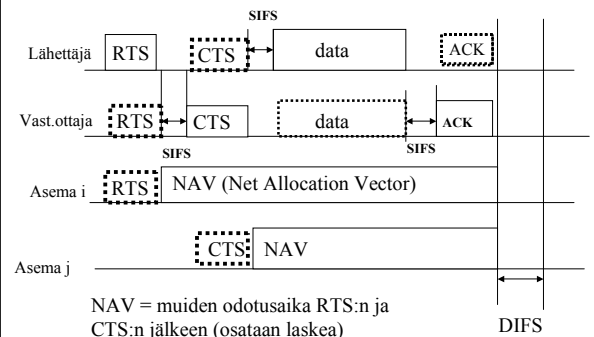 SIFS
Lähettäjä RTS CTS data ACK
Vast.ottaja RTS CTS data ACK
SIFS SIFS
Asema i RTS NAV (Net Allocation Vector)
CTS NAV
Asema j
NAV = muiden odotusaika RTS:n ja
CTS:n jälkeen (osataan laskea) DIFS